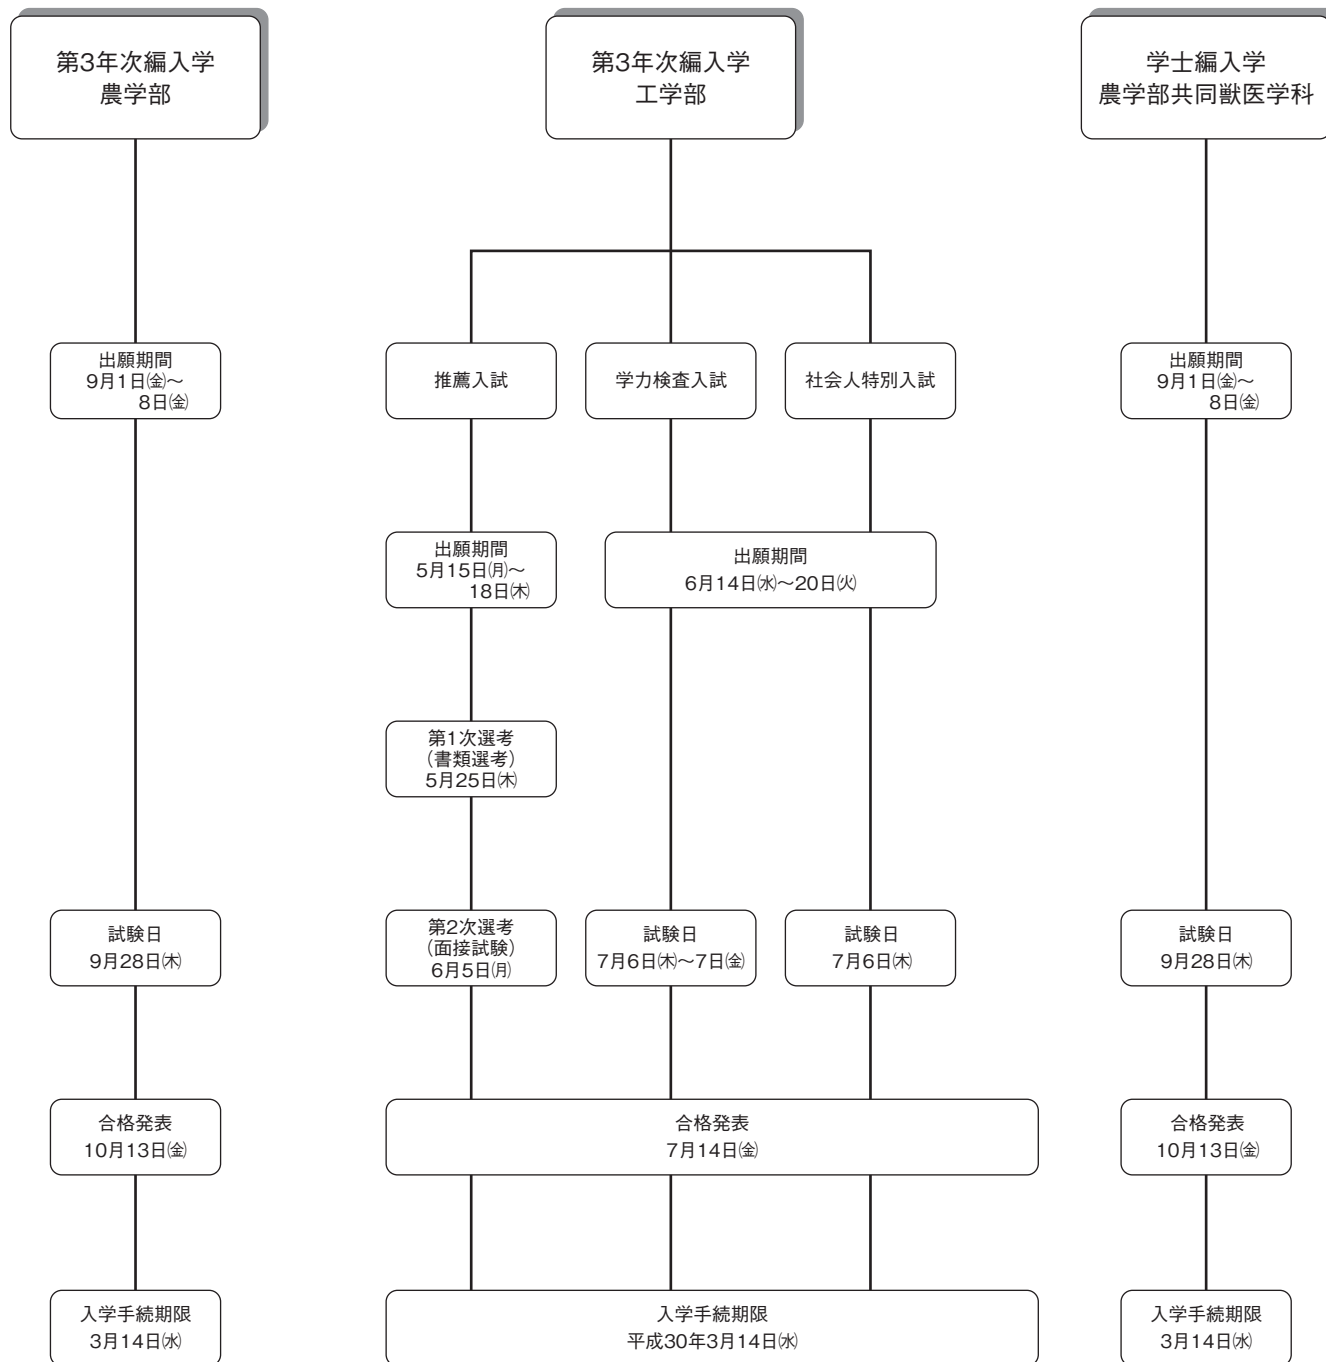 第3年次編入学
農学部
第3年次編入学
工学部
学士編入学
農学部共同獣医学科
出願期間
9月1日㈮〜
8日㈮
推薦入試
学力検査入試
社会人特別入試
出願期間
9月1日㈮〜
8日㈮
出願期間
5月15日㈪〜
18日㈭
出願期間
6月14日㈬〜20日㈫
第1次選考
（書類選考）
5月25日㈭
試験日
9月28日㈭
第2次選考
（面接試験）
6月5日㈪
試験日
7月6日㈭〜7日㈮
試験日
7月6日㈭
試験日
9月28日㈭
合格発表
10月13日㈮
合格発表
7月14日㈮
合格発表
10月13日㈮
入学手続期限
3月14日㈬
入学手続期限
平成30年3月14日㈬
入学手続期限
3月14日㈬